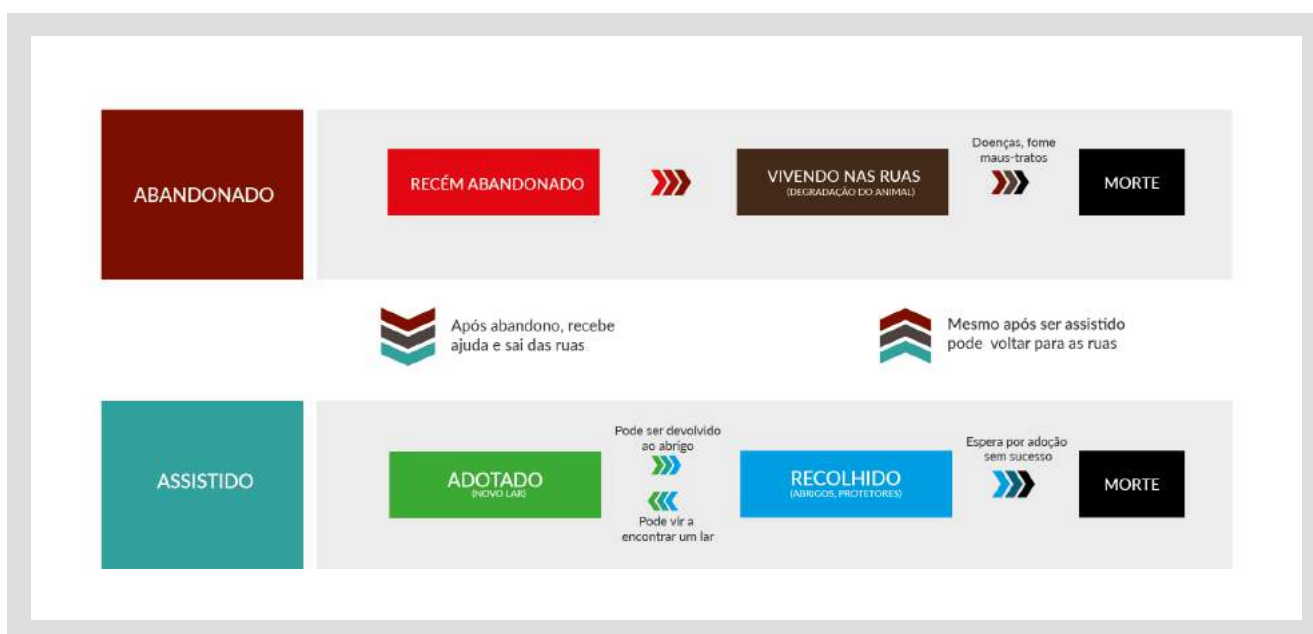 ABANDONADO
RECÉM ABANDONADO
VIVENDO NAS RUAS
(DEGRADAÇÃO DO ANIMAL)
Doenças, fome
maus-tratos
MORTE
Após abandono, recebe
ajuda e sai das ruas
Mesmo após ser assistido
pode voltar para as ruas
ASSISTIDO
ADOTADO
(NOVO LAR)
Pode ser devolvido
ao abrigo
Pode vir a
encontrar um lar
RECOLHIDO
(ABRIGOS, PROTETORES)
Espera por adoção
sem sucesso
MORTE